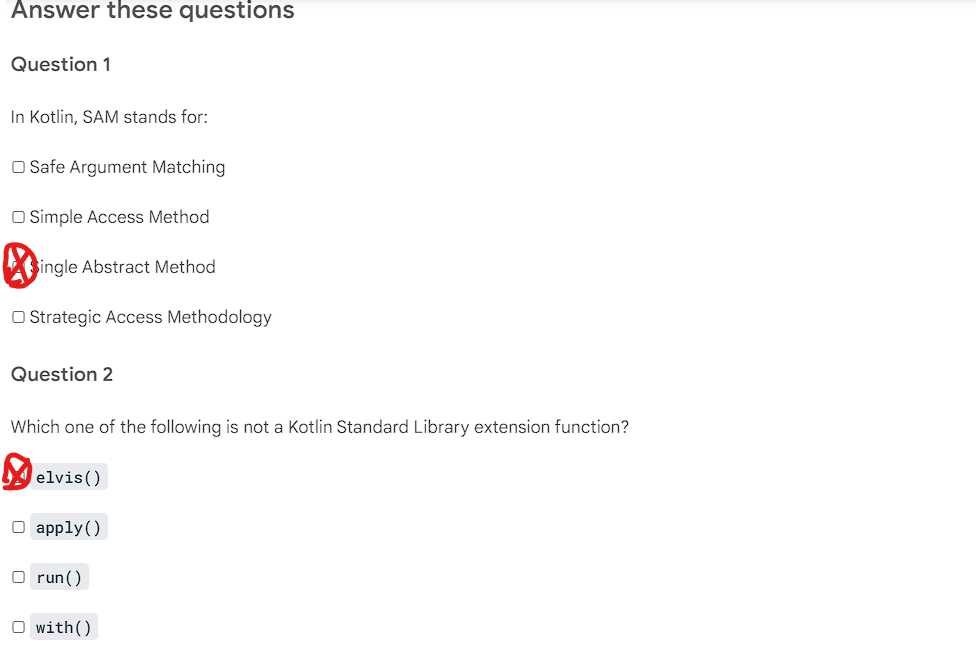 Answer these questions
Question 1
In Kotlin, SAM stands for:
Safe Argument Matching
Simple Access Method
Single Abstract Method
Strategic Access Methodology
Question 2
Which one of the following is not a Kotlin Standard Library extension function?
elvis()
apply()
run()
with()